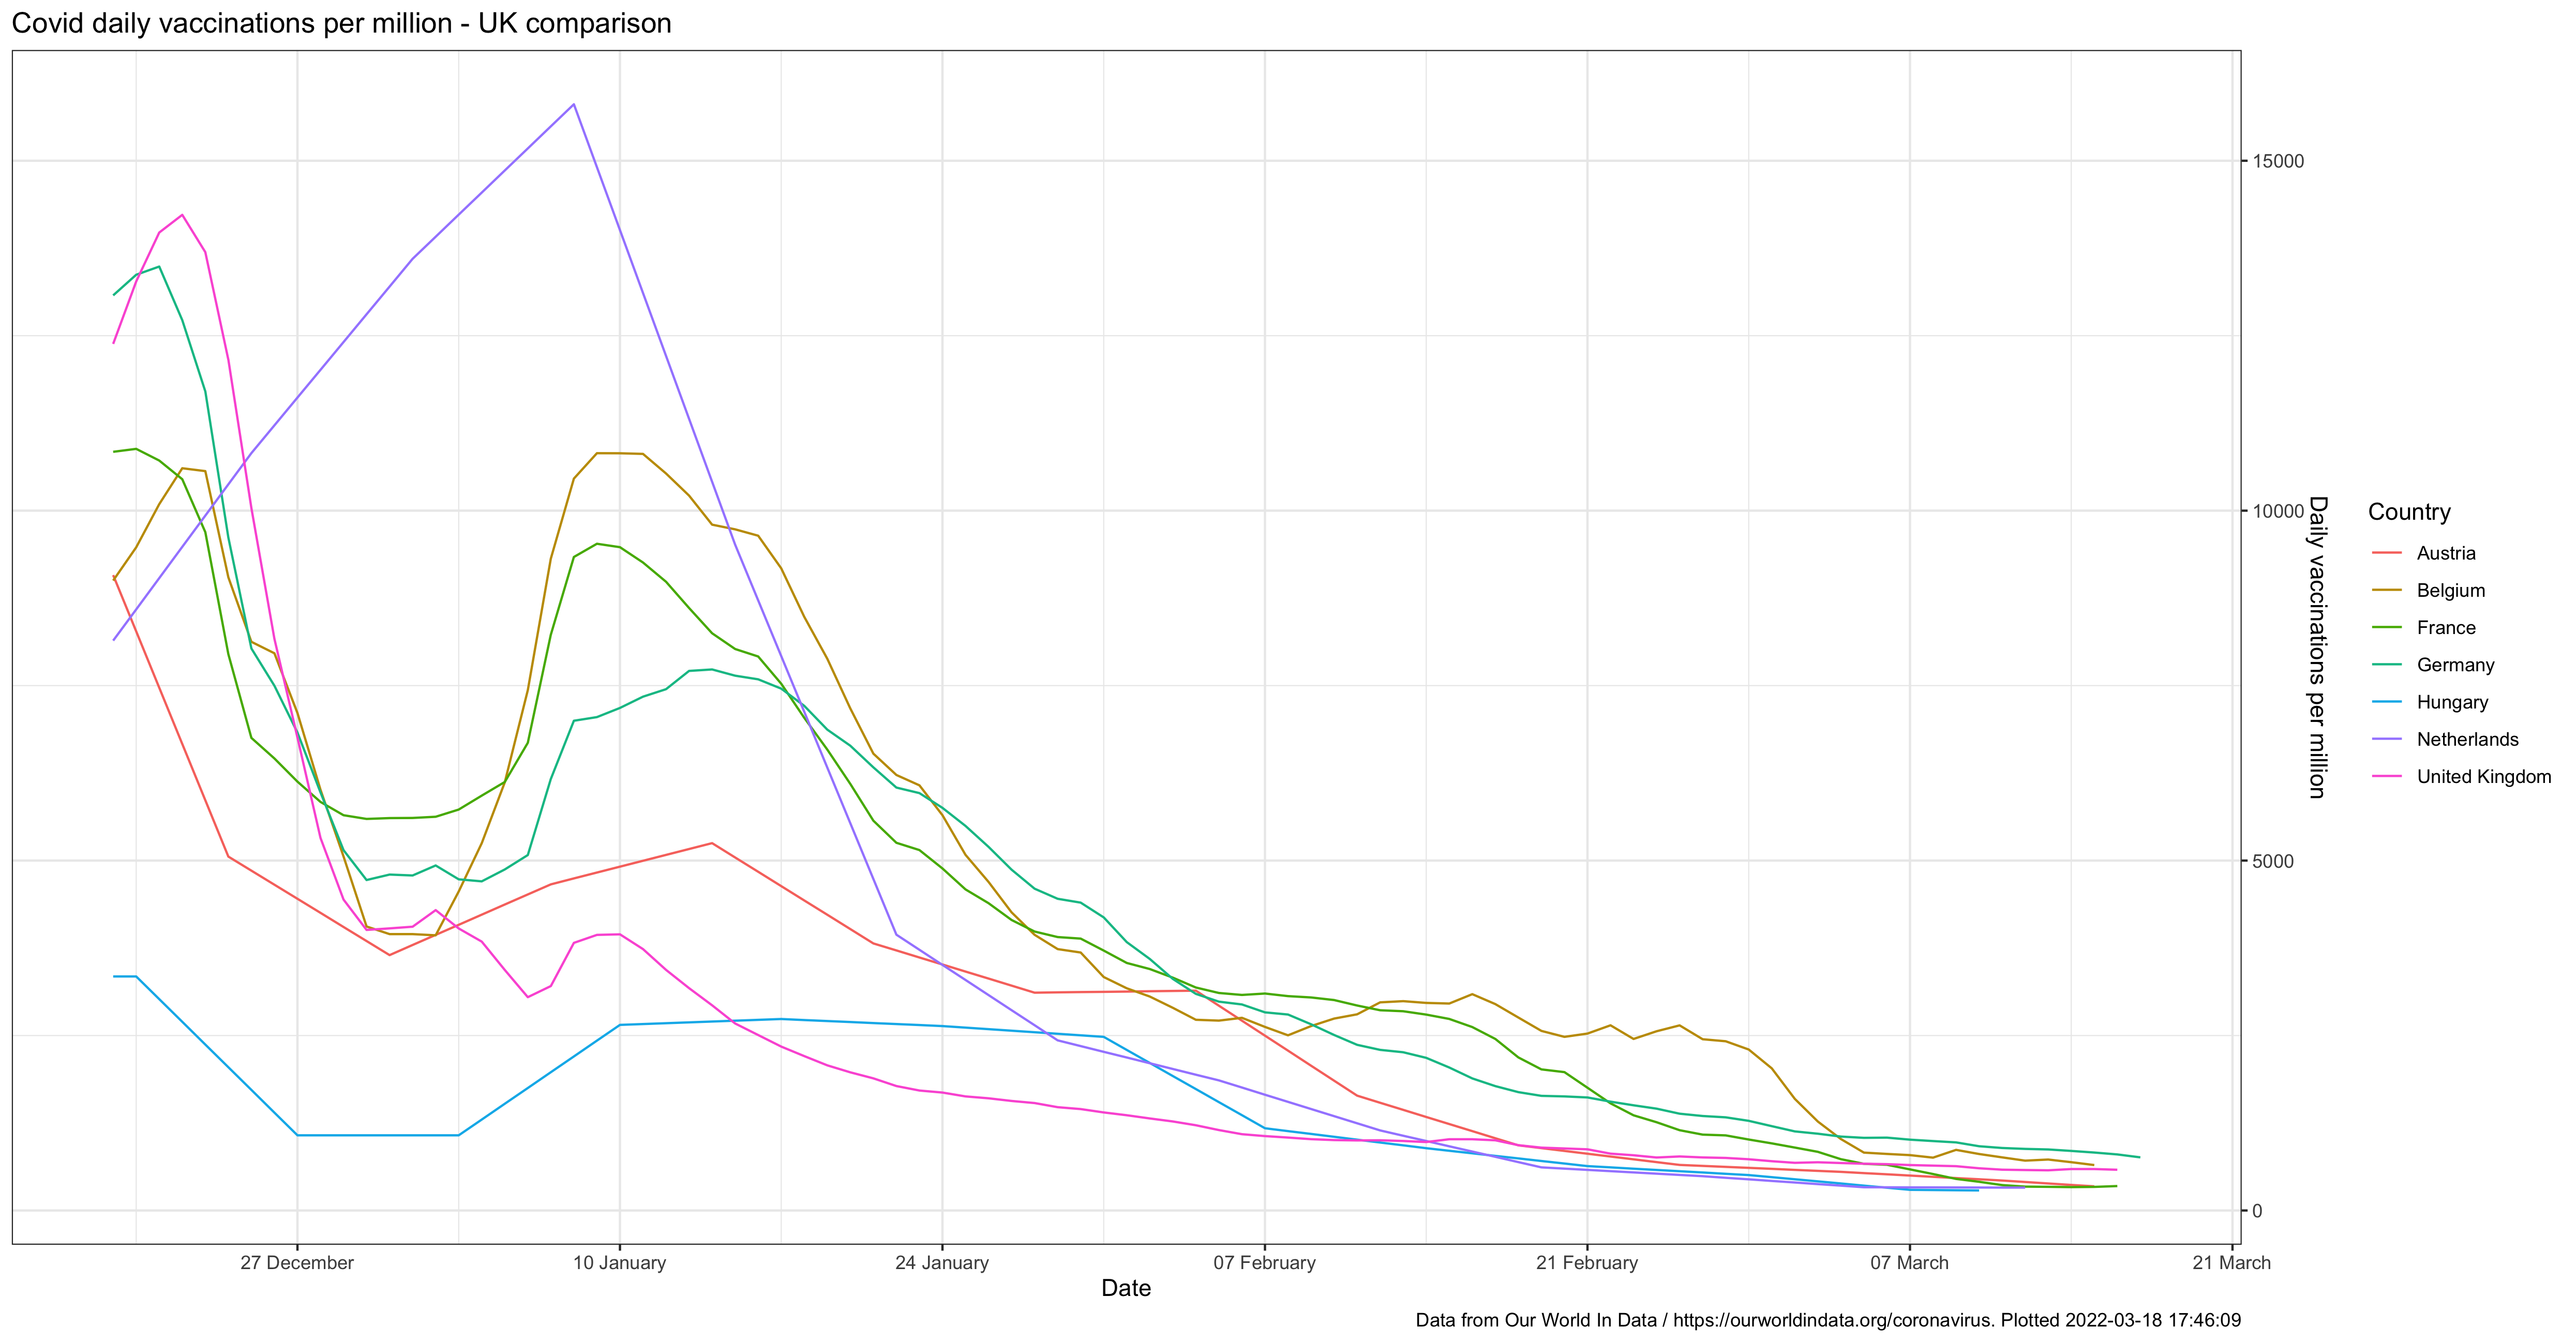 Covid daily vaccinations per million - UK comparison
15000
10000
5000
0
Daily vaccinations per million
Country
Austria
Belgium
France
Germany
Hungary
Netherlands
United Kingdom
27 December
10 January
24 January
07 February
21 February
07 March
21 March
Date
Data from Our World In Data / https://ourworldindata.org/coronavirus. Plotted 2022-03-18 17:46:09